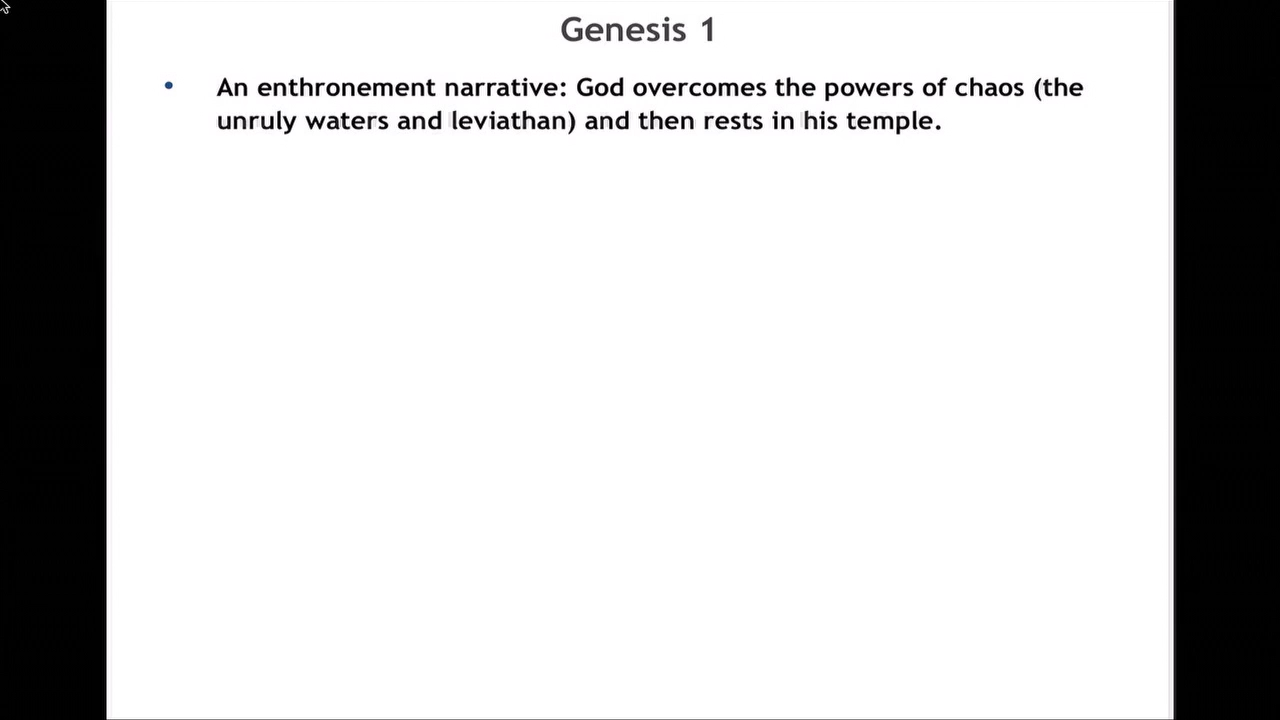 Genesis 1
• An enthronement narrative: God overcomes the powers of chaos (the
unruly waters and leviathan) and then rests in his temple.